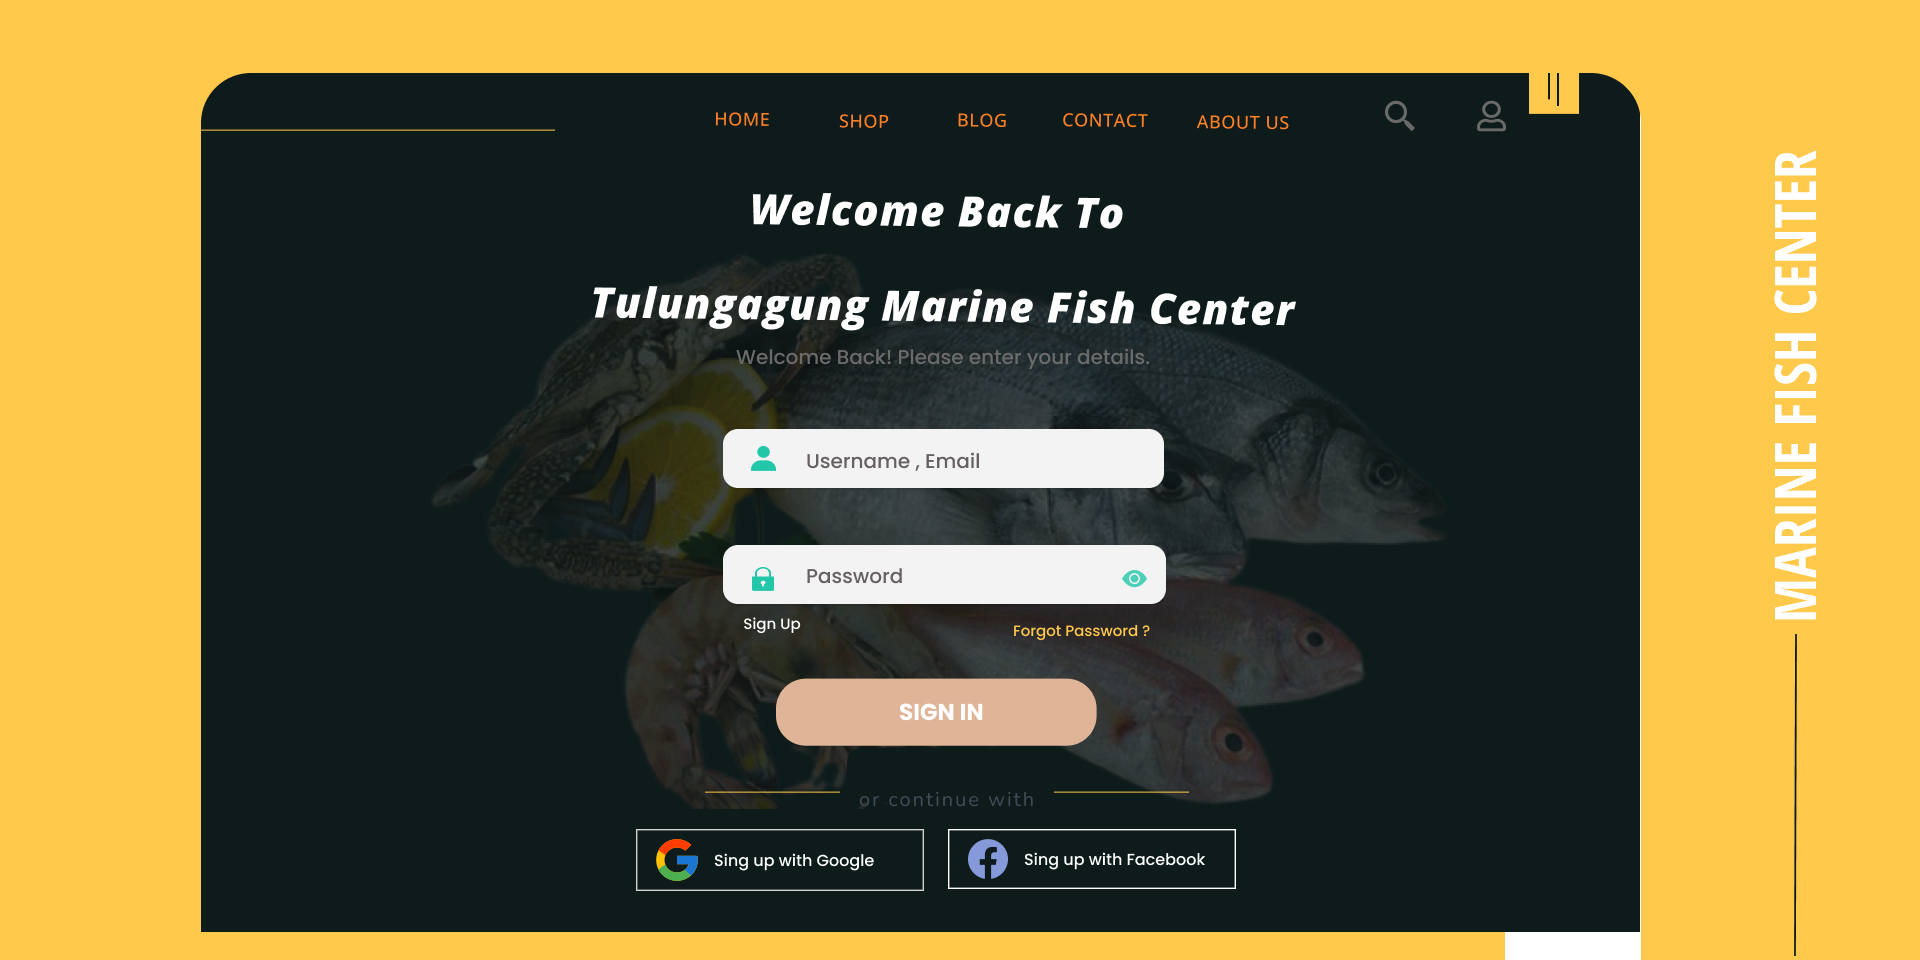 HOME SHOP BLOG CONTACT ABOUT US
Welcome Back To
Tulungagung Marine Fish Center
Welcome Back! Please enter your details.
Username , Email
Password
Sign Up
Forgot Password ?
SIGN IN
or continue with
Sing up with Google
Sing up with Facebook
MARINE FISH CENTER